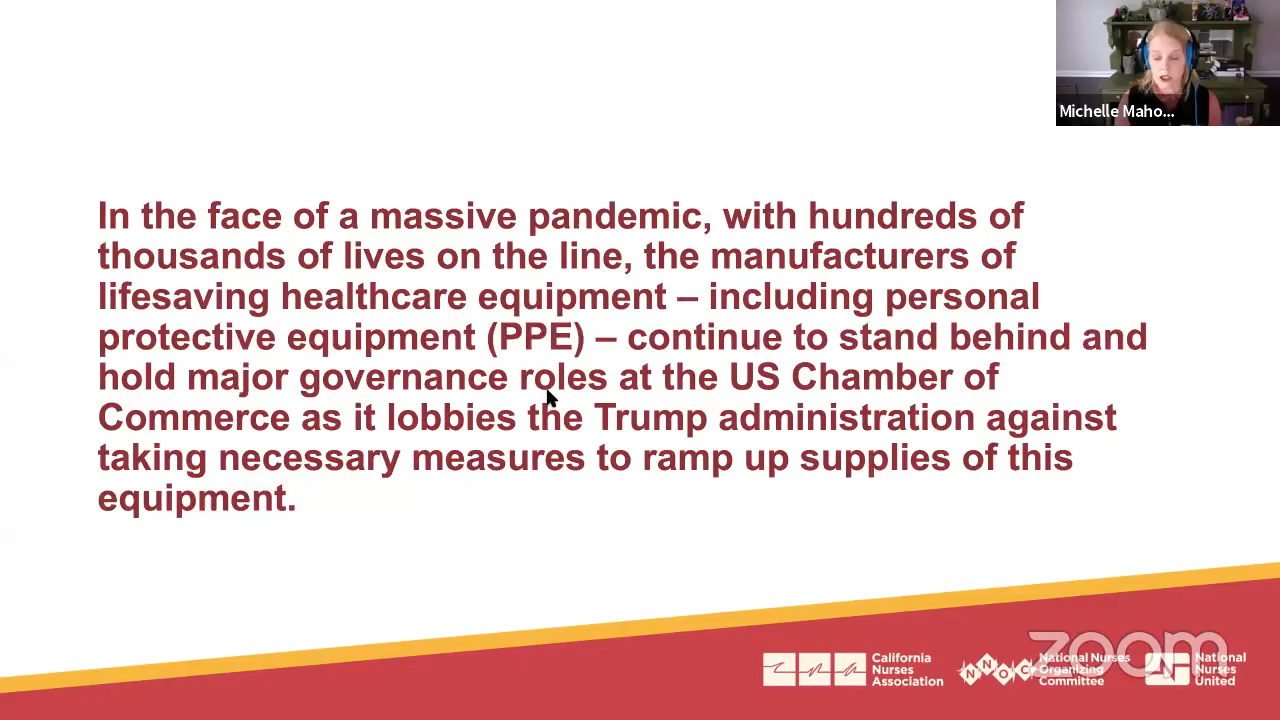 Michelle Maho...
In the face of a massive pandemic, with hundreds of
thousands of lives on the line, the manufacturers of
lifesaving healthcare equipment – including personal
protective equipment (PPE) – continue to stand behind and
hold major governance roles at the US Chamber of
Commerce as it lobbies the Trump administration against
taking necessary measures to ramp up supplies of this
equipment.
zoom
cna
California
Nurses
Association
NNOC
National Nurses
Organizing
Committee
National
Nurses
United